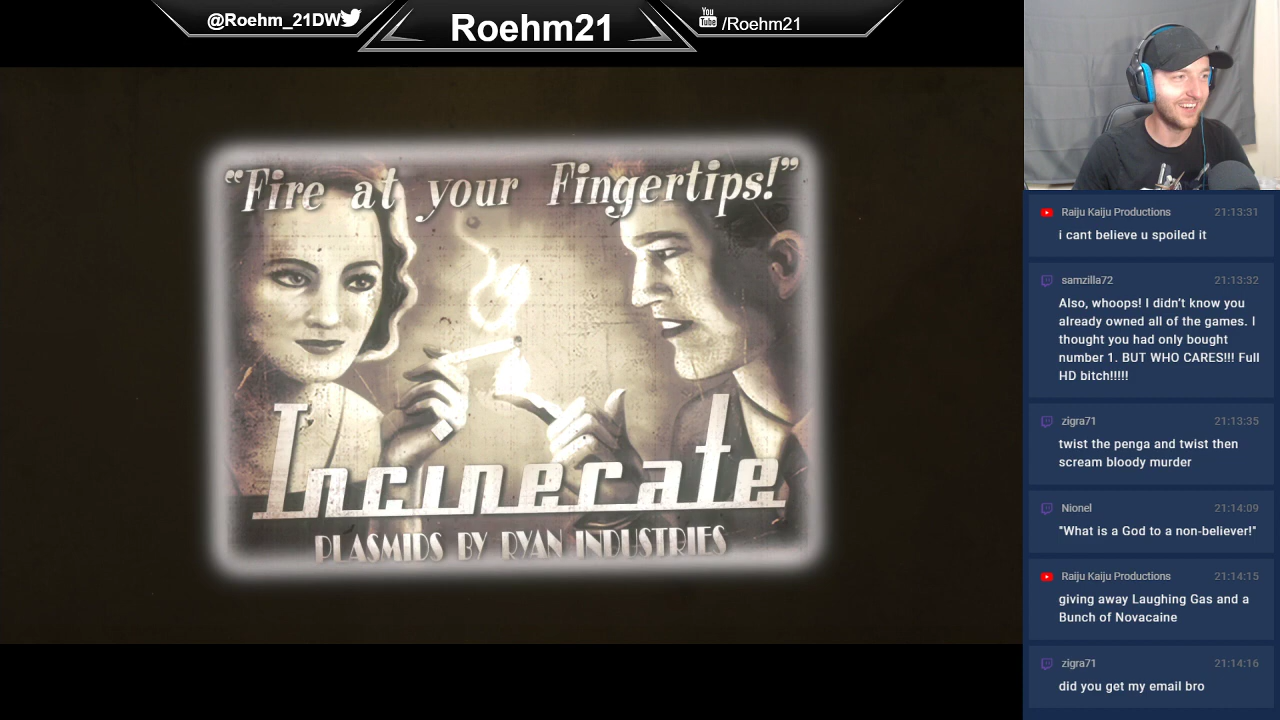 @Roehm_21DW
Roehm21
You Tube /Roehm21
“Fire at your Fingertips!”
Incinerate
PLASMIDS BY RYAN INDUSTRIES
Raiju Kaiju Productions 21:13:31
i cant believe u spoiled it
samzilla72 21:13:32
Also, whoops! I didn't know you
already owned all of the games. I
thought you had only bought
number 1. BUT WHO CARES!!! Full
HD bitch!!!!!
zigra71 21:13:35
twist the penga and twist then
scream bloody murder
Nionel 21:14:09
"What is a God to a non-believer!"
Raiju Kaiju Productions 21:14:15
giving away Laughing Gas and a
Bunch of Novacaine
zigra71 21:14:16
did you get my email bro